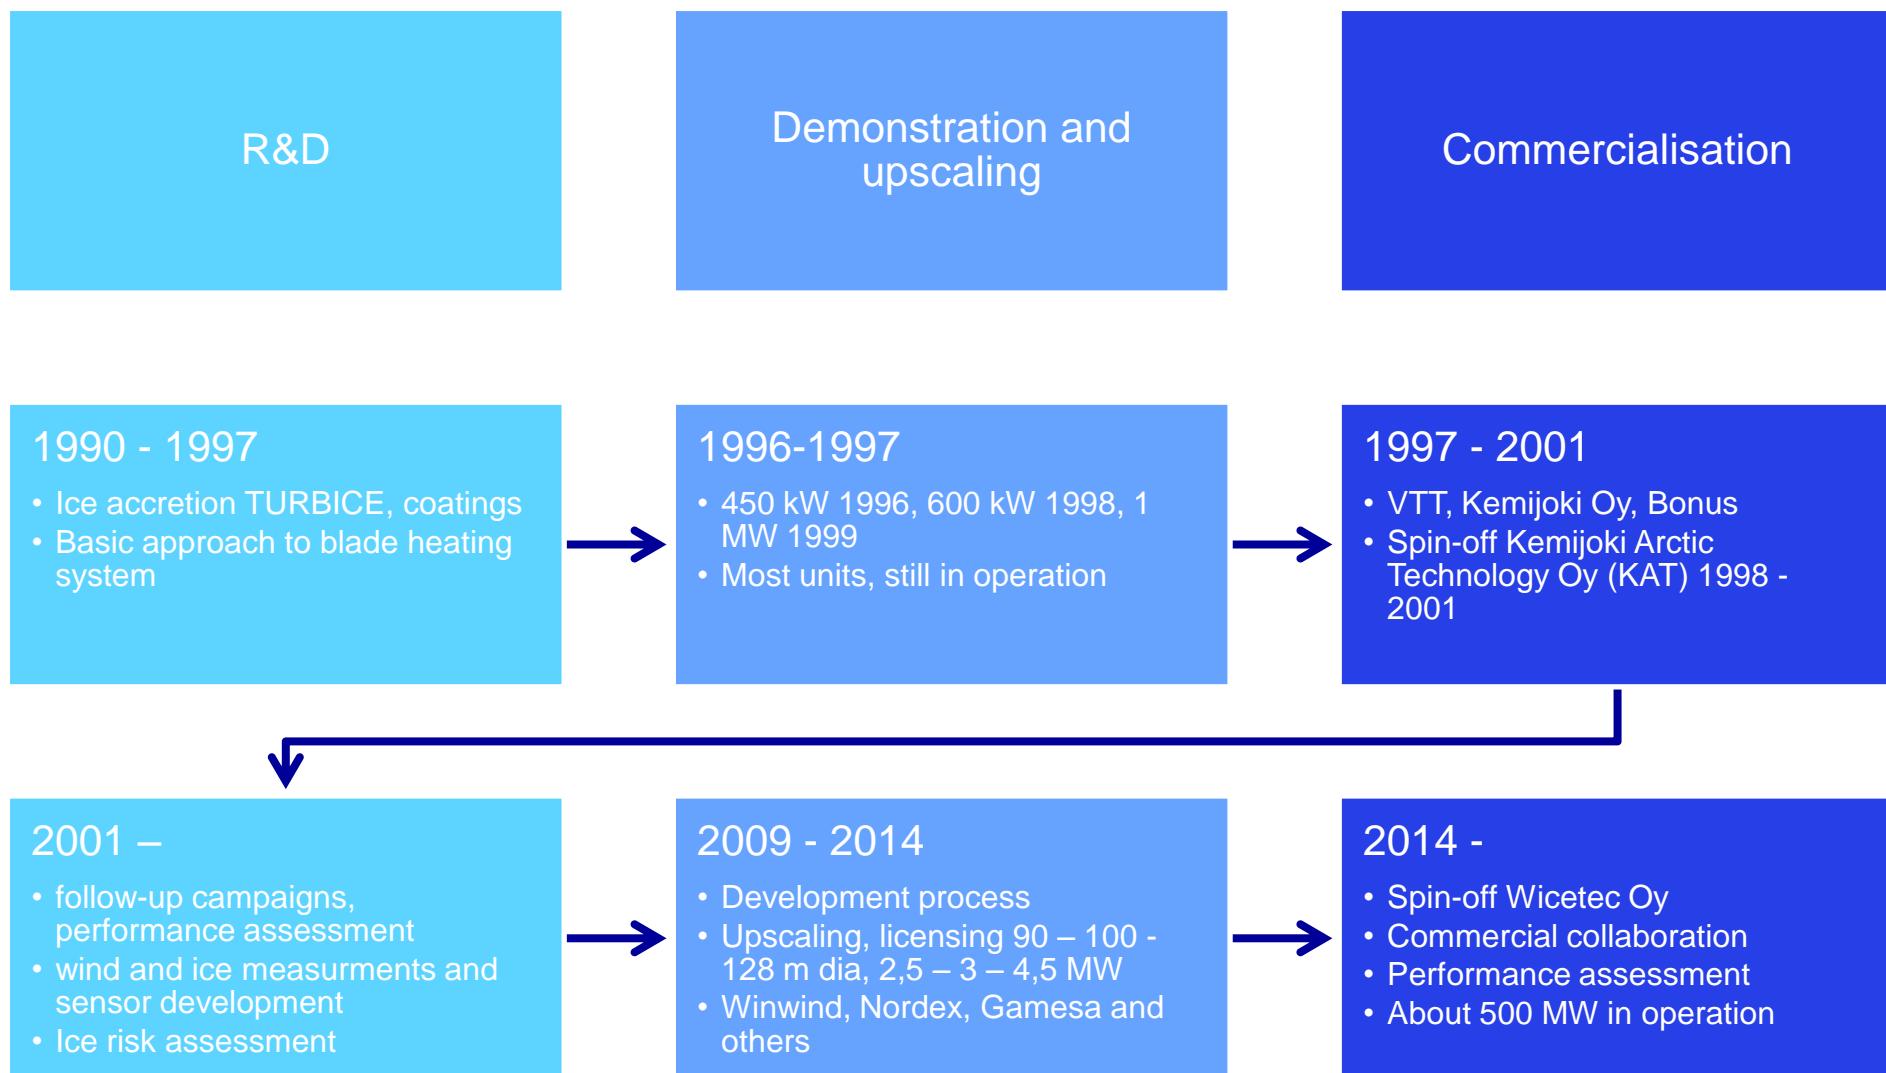 R&D
Demonstration and
upscaling
Commercialisation
1990 - 1997
• Ice accretion TURBICE, coatings
• Basic approach to blade heating
system
1996-1997
• 450 kW 1996, 600 kW 1998, 1
MW 1999
• Most units, still in operation
1997 - 2001
• VTT, Kemijoki Oy, Bonus
• Spin-off Kemijoki Arctic
Technology Oy (KAT) 1998 -
2001
2001 –
• follow-up campaigns,
performance assessment
• wind and ice measurments and
sensor development
• Ice risk assessment
2009 - 2014
• Development process
• Upscaling, licensing 90 – 100 -
128 m dia, 2,5 – 3 – 4,5 MW
• Winwind, Nordex, Gamesa and
others
2014 -
• Spin-off Wicetec Oy
• Commercial collaboration
• Performance assessment
• About 500 MW in operation